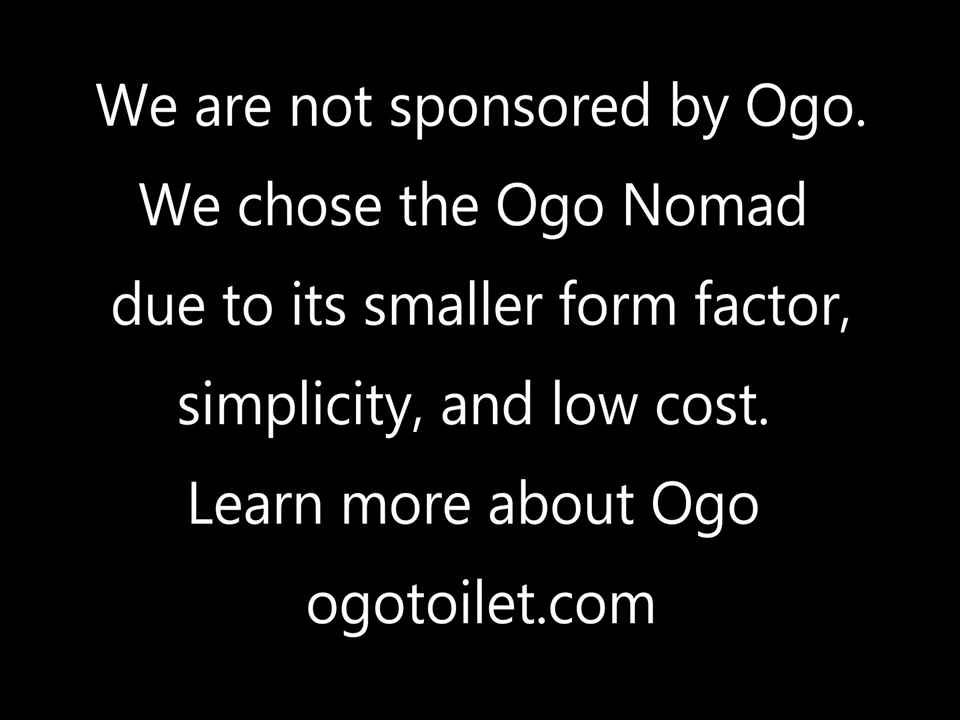 We are not sponsored by Ogo.
We chose the Ogo Nomad
due to its smaller form factor,
simplicity, and low cost.
Learn more about Ogo
ogotoilet.com